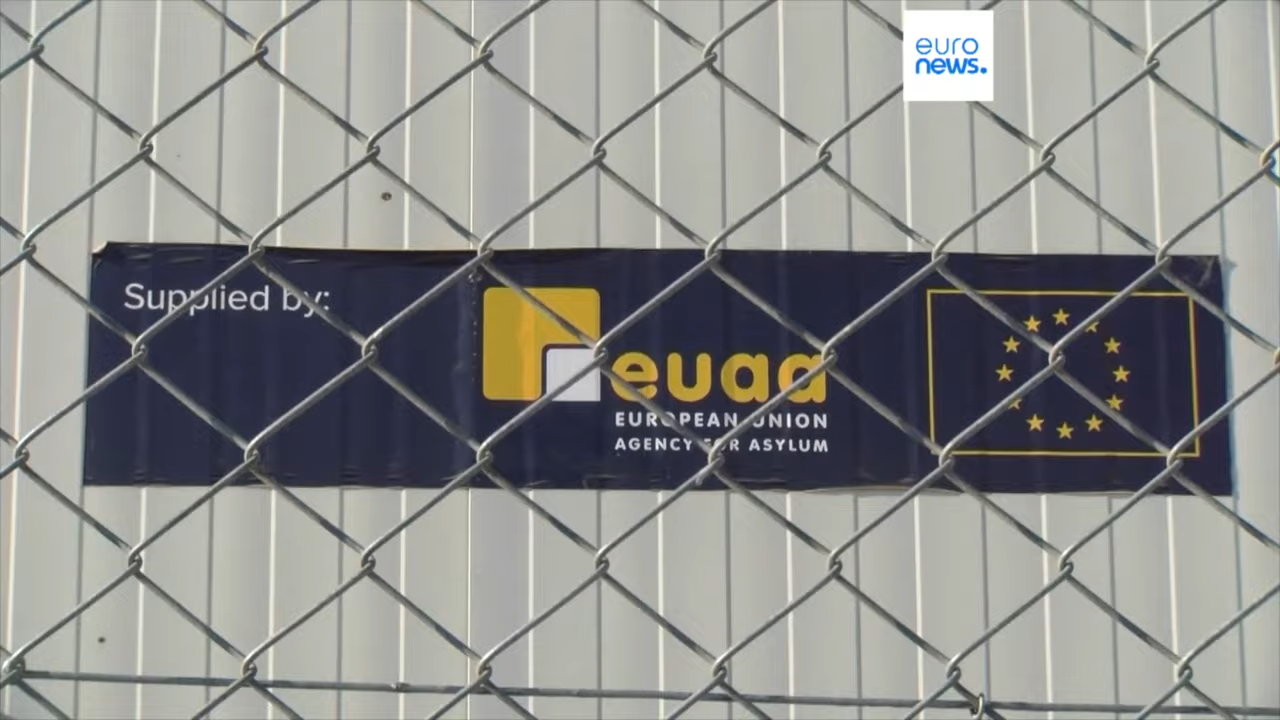 euro
news.
Supplied by:
euaa
EUROPEAN UNION
AGENCY FOR ASYLUM